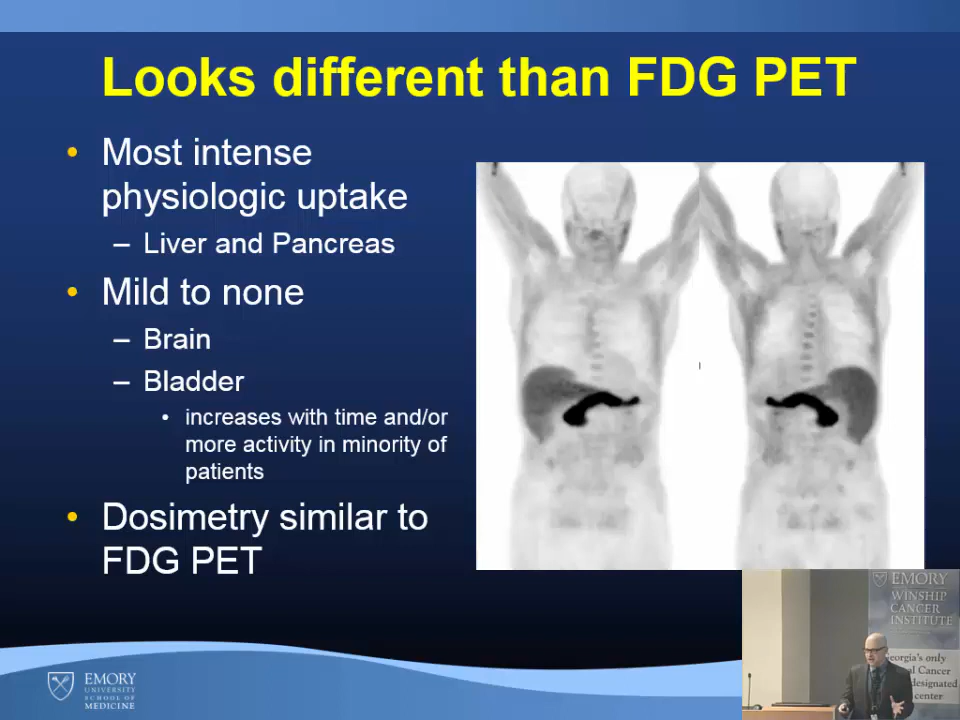 Looks different than FDG PET
• Most intense
physiologic uptake
– Liver and Pancreas
• Mild to none
– Brain
– Bladder
• increases with time and/or
more activity in minority of
patients
• Dosimetry similar to
FDG PET
EMORY
UNIVERSITY
SCHOOL OF
MEDICINE
EMORY
WINSHIP
CANCER
INSTITUTE
Georgia's only
Cancer
designated
center